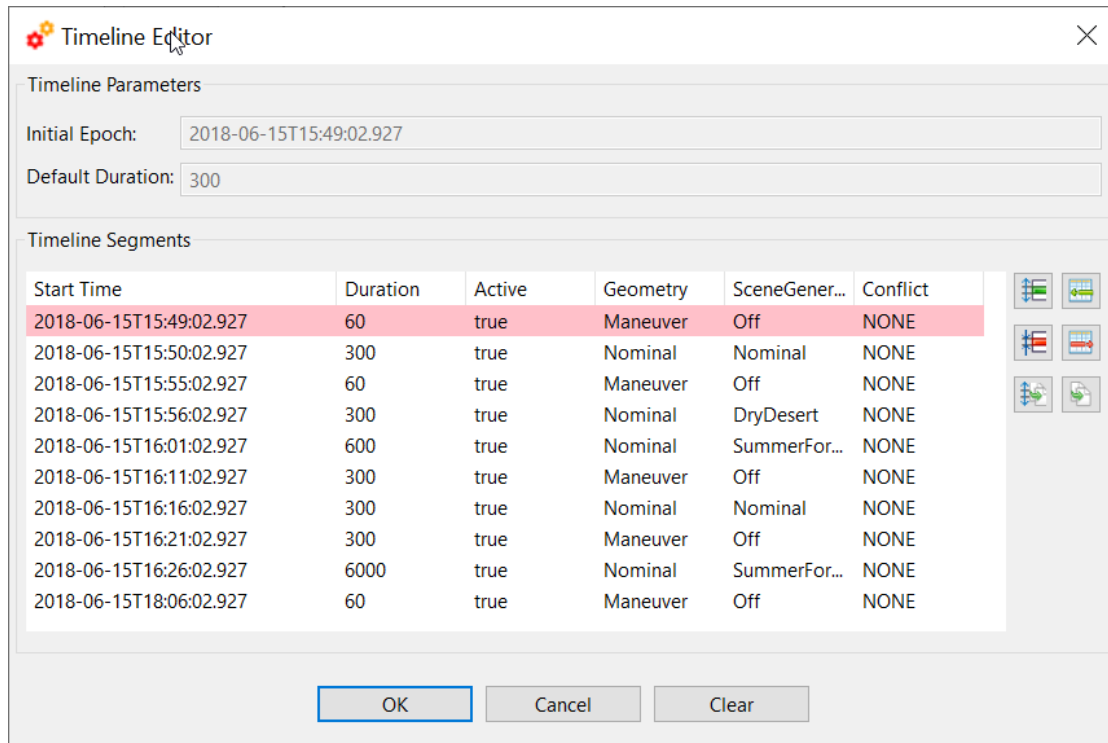 Timeline Editor
Timeline Parameters
Initial Epoch: 2018-06-15T15:49:02.927
Default Duration: 300
Timeline Segments
Start Time Duration Active Geometry SceneGener... Conflict
2018-06-15T15:49:02.927 60 true Maneuver Off NONE
2018-06-15T15:50:02.927 300 true Nominal Nominal NONE
2018-06-15T15:55:02.927 60 true Maneuver Off NONE
2018-06-15T15:56:02.927 300 true Nominal DryDesert NONE
2018-06-15T16:01:02.927 600 true Nominal SummerFor... NONE
2018-06-15T16:11:02.927 300 true Maneuver Off NONE
2018-06-15T16:16:02.927 300 true Nominal Nominal NONE
2018-06-15T16:21:02.927 300 true Maneuver Off NONE
2018-06-15T16:26:02.927 6000 true Nominal SummerFor... NONE
2018-06-15T18:06:02.927 60 true Maneuver Off NONE
OK Cancel Clear